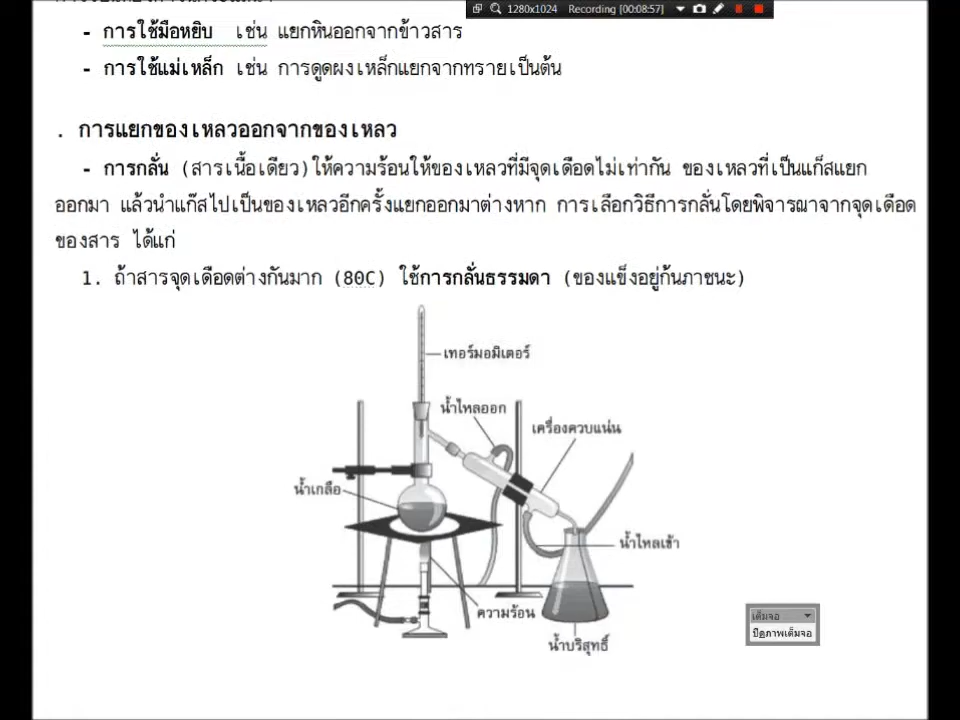 1280x1024 Recording [00:08:57]
- การใช้มือหยิบ เช่น แยกหินออกจากข้าวสาร
- การใช้แม่เหล็ก เช่น การดูดผงเหล็กแยกจากทรายเป็นต้น
. การแยกของเหลวออกจากของเหลว
- การกลั่น (สารเนื้อเดียว)ให้ความร้อนให้ของเหลวที่มีจุดเดือดไม่เท่ากัน ของเหลวที่เป็นแก็สแยก
ออกมา แล้วนำแก๊สไปเป็นของเหลวอีกครั้งแยกออกมาต่างหาก การเลือกวิธีการกลั่นโดยพิจารณาจากจุดเดือด
ของสาร ได้แก่
1. ถ้าสารจุดเดือดต่างกันมาก (80C) ใช้การกลั่นธรรมดา (ของแข็งอยู่ก้นภาชนะ)
เทอร์มอมิเตอร์
น้ำไหลออก
เครื่องควบแน่น
น้ำเกลือ
น้ำไหลเข้า
ความร้อน
น้ำบริสุทธิ์
เต็มจอ
ปิดภาพเต็มจอ